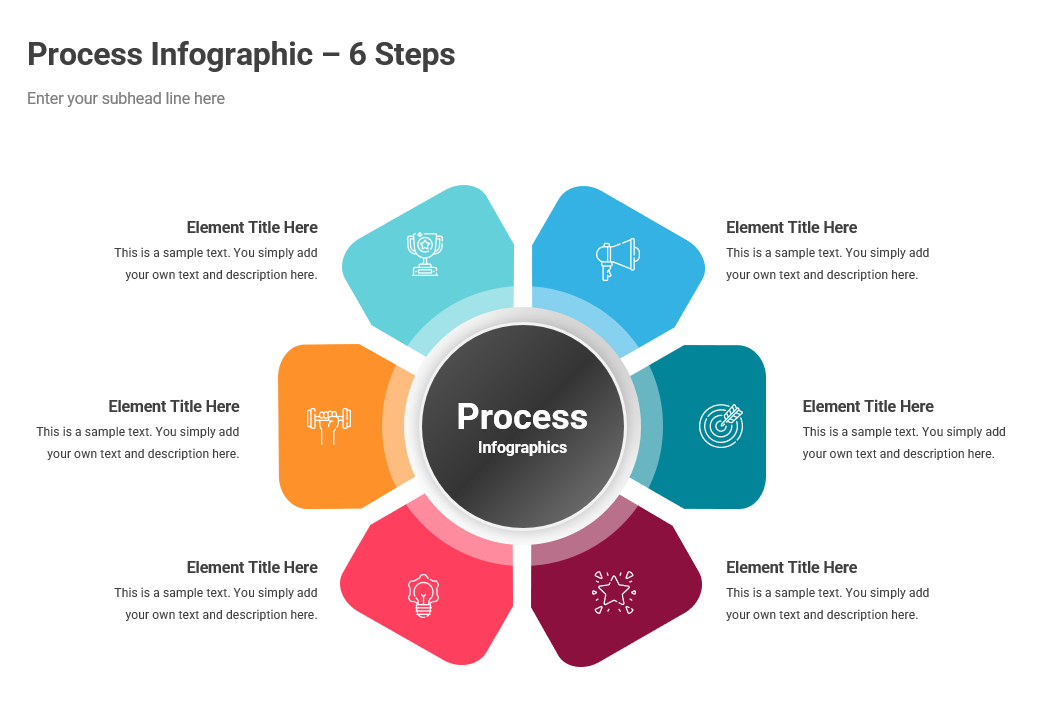 Process Infographic – 6 Steps
Enter your subhead line here
Element Title Here
This is a sample text. You simply add
your own text and description here.
Element Title Here
This is a sample text. You simply add
your own text and description here.
Element Title Here
This is a sample text. You simply add
your own text and description here.
Process
Infographics
Element Title Here
This is a sample text. You simply add
your own text and description here.
Element Title Here
This is a sample text. You simply add
your own text and description here.
Element Title Here
This is a sample text. You simply add
your own text and description here.